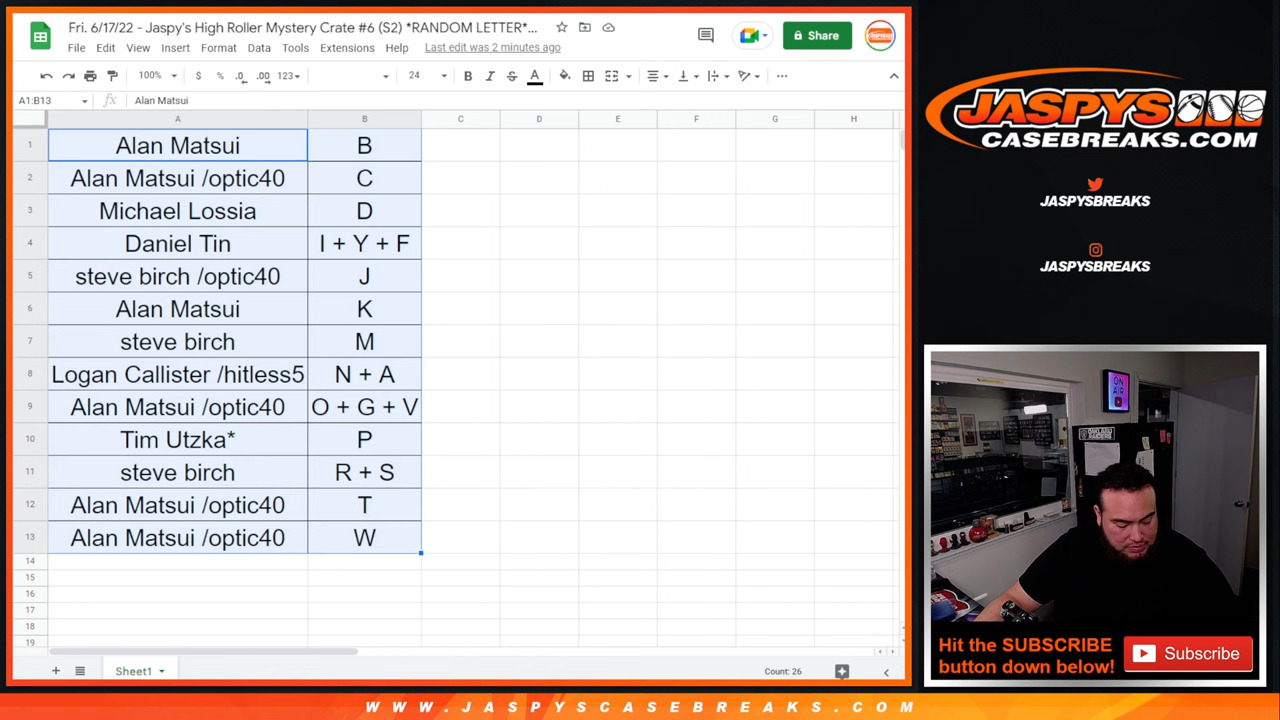 Fri. 6/17/22 - Jaspy's High Roller Mystery Crate #6 (S2) *RANDOM LETTER*...
Share
File Edit View Insert Format Data Tools Extensions Help Last edit was 2 minutes ago
100% $ % .0 .00 123 24 B I S A
A1:B13 fx Alan Matsui
A B C D E F G H
1 Alan Matsui B
2 Alan Matsui /optic40 C
3 Michael Lossia D
4 Daniel Tin I + Y + F
5 steve birch /optic40 J
6 Alan Matsui K
7 steve birch M
8 Logan Callister /hitless5 N + A
9 Alan Matsui /optic40 O + G + V
10 Tim Utzka* P
11 steve birch R + S
12 Alan Matsui /optic40 T
13 Alan Matsui /optic40 W
14
15
16
17
18
19
Sheet1
Count: 26
JASPYS
CASEBREAKS.COM
JASPYSBREAKS
JASPYSBREAKS
ON
AIR
Hit the SUBSCRIBE
button down below!
Subscribe
WWW.JASPYSCASEBREAKS.COM